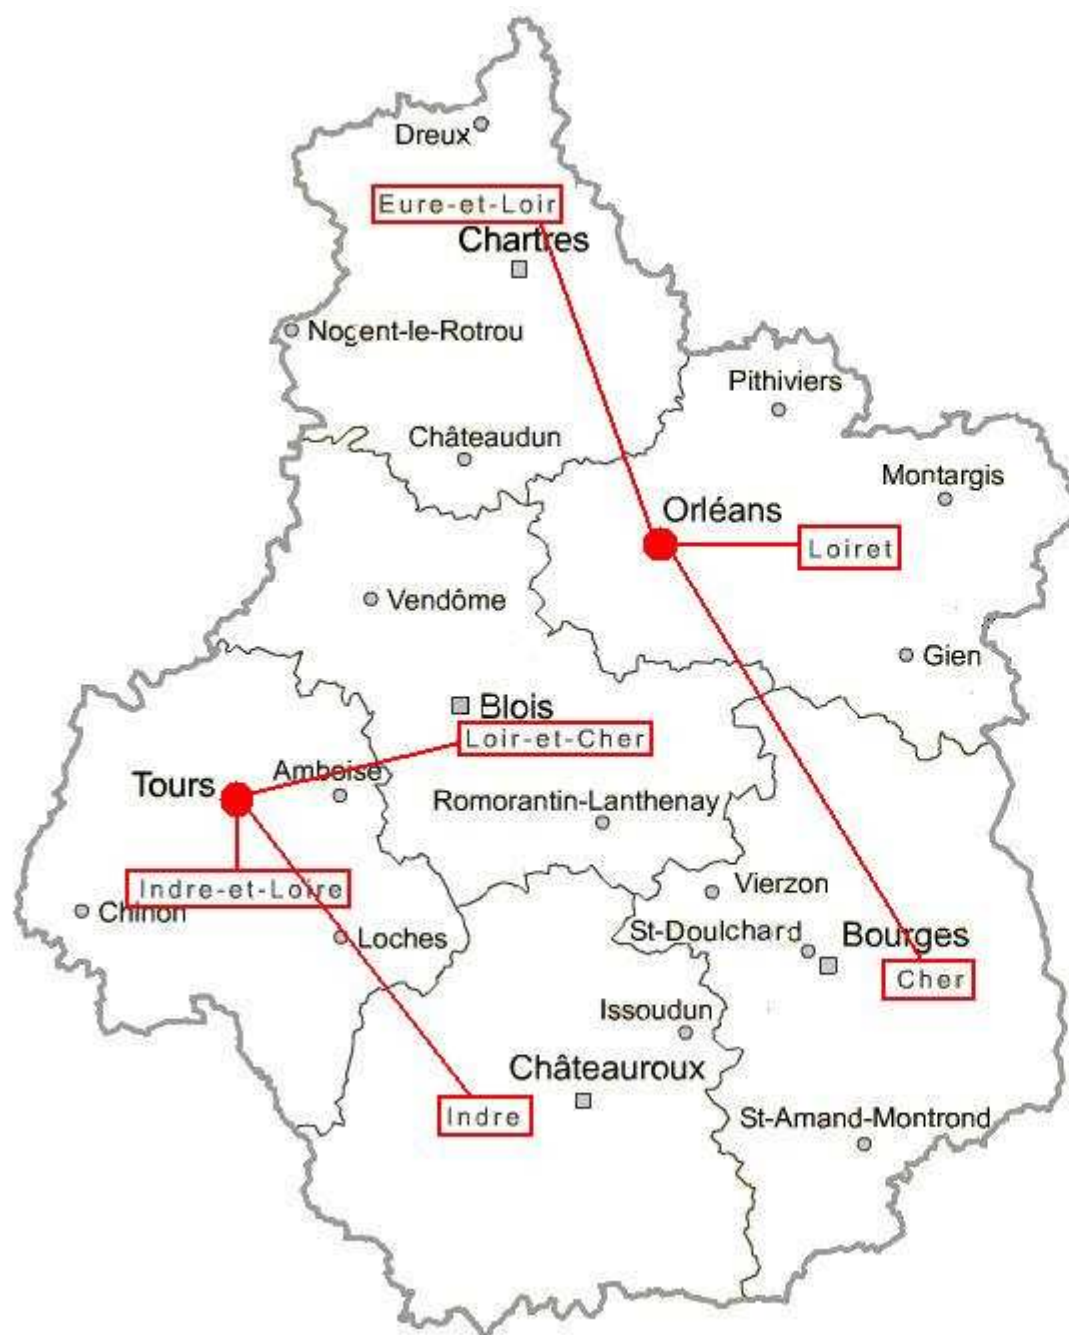 Dreux
Eure-et-Loir
Chartres
Nogent-le-Rotrou
Pithiviers
Châteaudun
Montargis
Orléans
Loiret
Vendôme
Gien
Blois
Loir-et-Cher
Amboise
Tours
Romorantin-Lanthenay
Indre-et-Loire
Vierzon
Chinon
Loches
St-Doulchard
Bourges
Cher
Issoudun
Châteauroux
Indre
St-Amand-Montrond